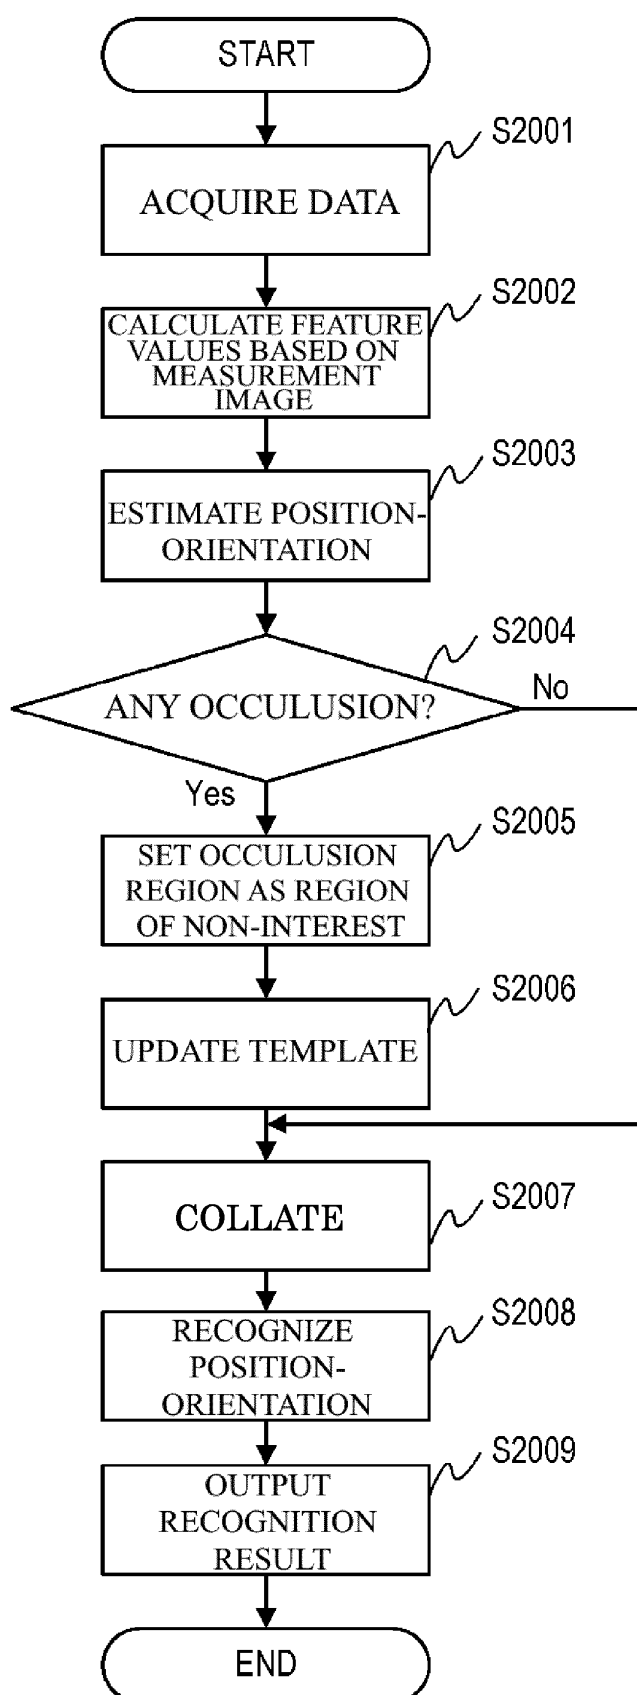 START
S2001
ACQUIRE DATA
S2002
CALCULATE FEATURE
VALUES BASED ON
MEASUREMENT
IMAGE
S2003
ESTIMATE POSITION-
ORIENTATION
S2004
ANY OCCULUSION?
No
Yes
S2005
SET OCCULUSION
REGION AS REGION
OF NON-INTEREST
S2006
UPDATE TEMPLATE
S2007
COLLATE
S2008
RECOGNIZE
POSITION-
ORIENTATION
S2009
OUTPUT
RECOGNITION
RESULT
END